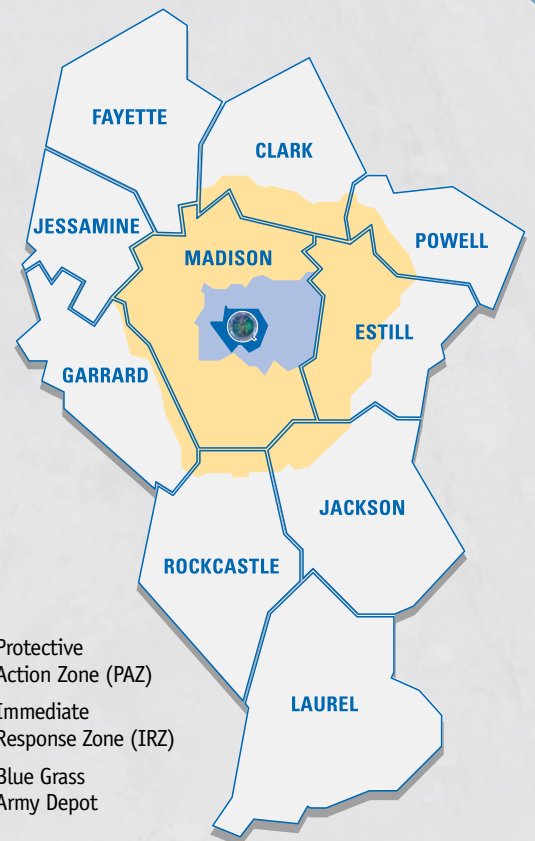 FAYETTE
CLARK
JESSAMINE
POWELL
MADISON
ESTILL
GARRARD
JACKSON
ROCKCASTLE
LAUREL
Protective
Action Zone (PAZ)
Immediate
Response Zone (IRZ)
Blue Grass
Army Depot